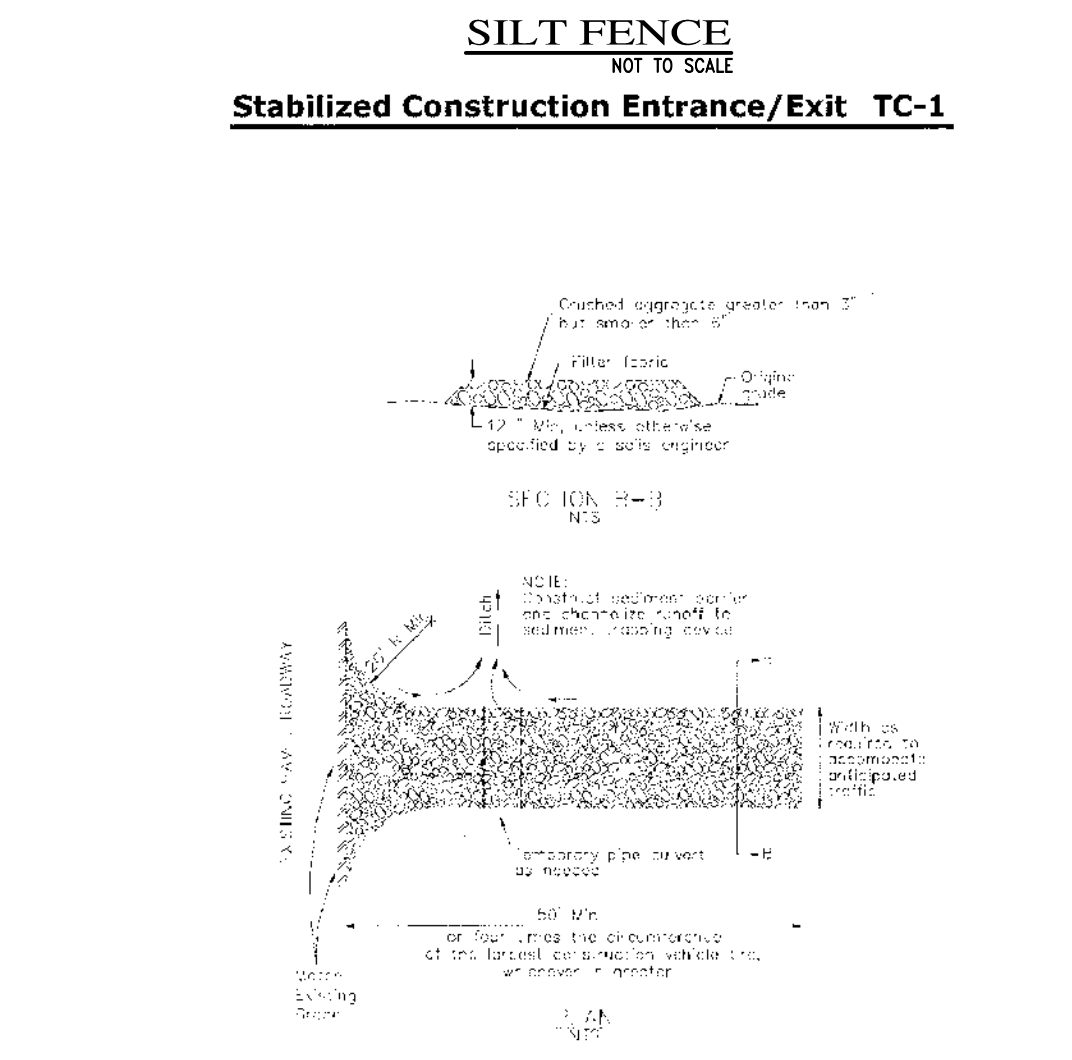 SILT FENCE
NOT TO SCALE
Stabilized Construction Entrance/Exit TC-1
Crushed aggregate greater than 3"
but smaller than 6"
Filter fabric
Original
grade
12" Min, unless otherwise
specified by a soils engineer
SECTION B-B
NTS
NOTE:
Construct sediment barrier
and channelize runoff to
sediment trapping device
Ditch
EXISTING ROADWAY
B
Width as
required to
accomodate
anticipated
traffic
Temporary pipe culvert
as needed
B
50' Min
or four times the circumference
of the largest construction vehicle tire,
whichever is greater
Match
Existing
Grade
PLAN
NTS